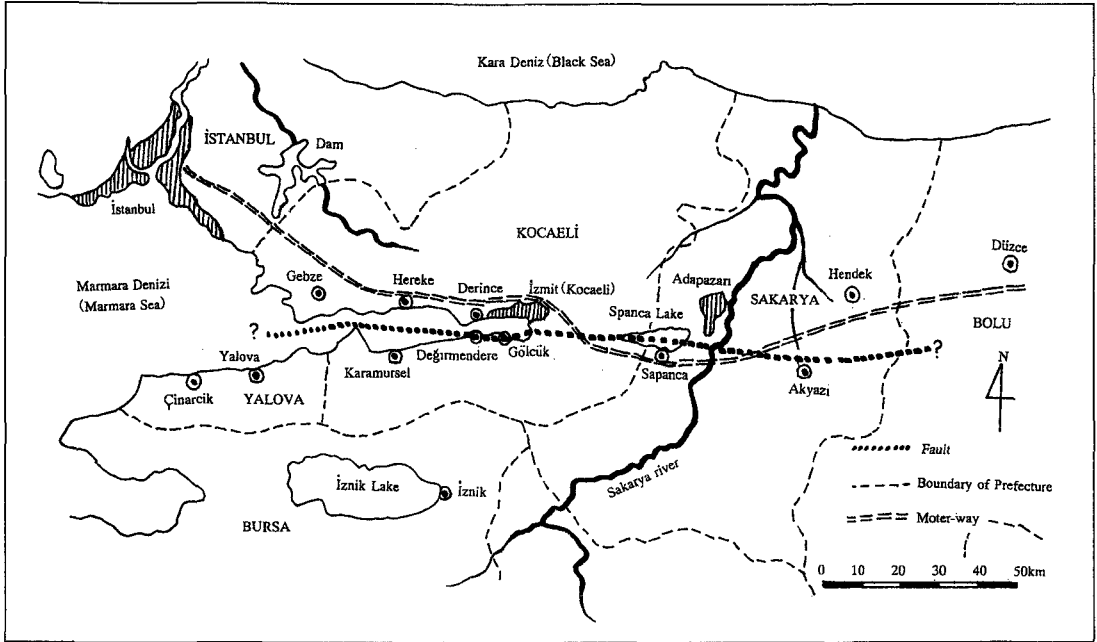 Kara Deniz (Black Sea)
İSTANBUL
Dam
İstanbul
KOCAELİ
Düzce
Marmara Denizi
(Marmara Sea)
Gebze
Hereke
Derince
İzmit (Kocaeli)
Adapazarı
Hendek
SAKARYA
Spanca Lake
BOLU
?
?
Yalova
Değırmendere
Gölcük
Karamursel
Sapanca
Akyazi
N
Çinarcik
YALOVA
Fault
İznik Lake
İznik
Sakarya river
Boundary of Prefecture
BURSA
Moter-way
0 10 20 30 40 50km